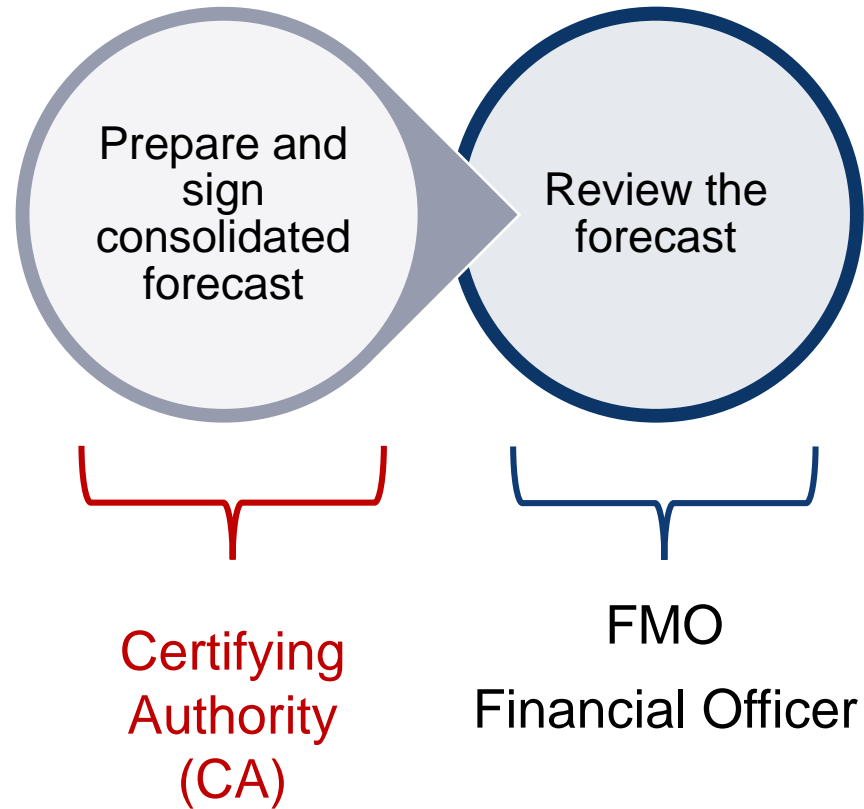 Prepare and
sign
consolidated
forecast
Review the
forecast
Certifying
Authority
(CA)
FMO
Financial Officer